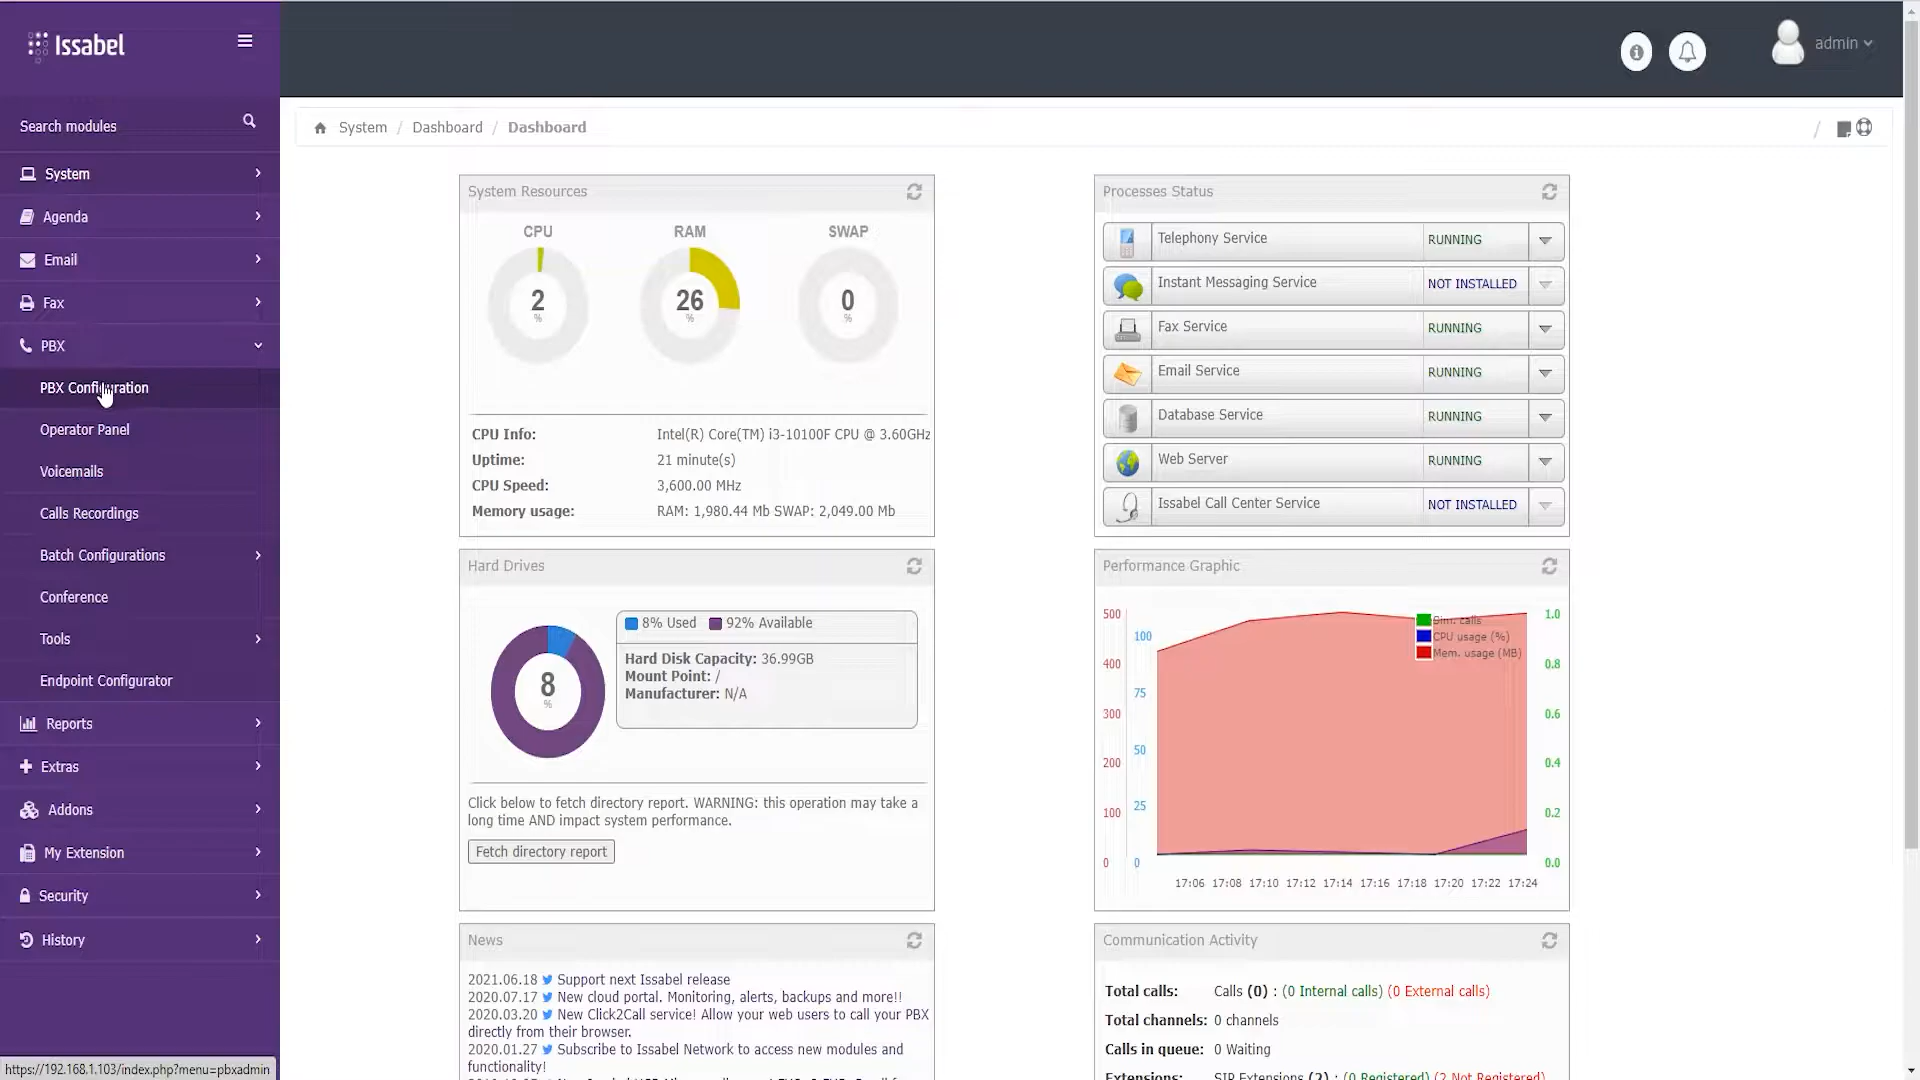 Issabel
admin
Search modules
System / Dashboard / Dashboard
/
System
Agenda
Email
Fax
PBX
PBX Configuration
Operator Panel
Voicemails
Calls Recordings
Batch Configurations
Conference
Tools
Endpoint Configurator
Reports
Extras
Addons
My Extension
Security
History
https://192.168.1.103/index.php?menu=pbxadmin
System Resources
CPU RAM SWAP
2 26 0
% % %
CPU Info: Intel(R) Core(TM) i3-10100F CPU @ 3.60GHz
Uptime: 21 minute(s)
CPU Speed: 3,600.00 MHz
Memory usage: RAM: 1,980.44 Mb SWAP: 2,049.00 Mb
Processes Status
Telephony Service RUNNING
Instant Messaging Service NOT INSTALLED
Fax Service RUNNING
Email Service RUNNING
Database Service RUNNING
Web Server RUNNING
Issabel Call Center Service NOT INSTALLED
Hard Drives
8
%
8% Used 92% Available
Hard Disk Capacity: 36.99GB
Mount Point: /
Manufacturer: N/A
Click below to fetch directory report. WARNING: this operation may take a
long time AND impact system performance.
Fetch directory report
Performance Graphic
500
400
300
200
100
0
100
75
50
25
0
Sim. calls
CPU usage (%)
Mem. usage (MB)
1.0
0.8
0.6
0.4
0.2
0.0
17:06 17:08 17:10 17:12 17:14 17:16 17:18 17:20 17:22 17:24
News
2021.06.18 Support next Issabel release
2020.07.17 New cloud portal. Monitoring, alerts, backups and more!!
2020.03.20 New Click2Call service! Allow your web users to call your PBX
directly from their browser.
2020.01.27 Subscribe to Issabel Network to access new modules and
functionality!
Communication Activity
Total calls: Calls (0) : (0 Internal calls) (0 External calls)
Total channels: 0 channels
Calls in queue: 0 Waiting
Extensions: SIP Extensions (2) : (0 Registered) (2 Not Registered)